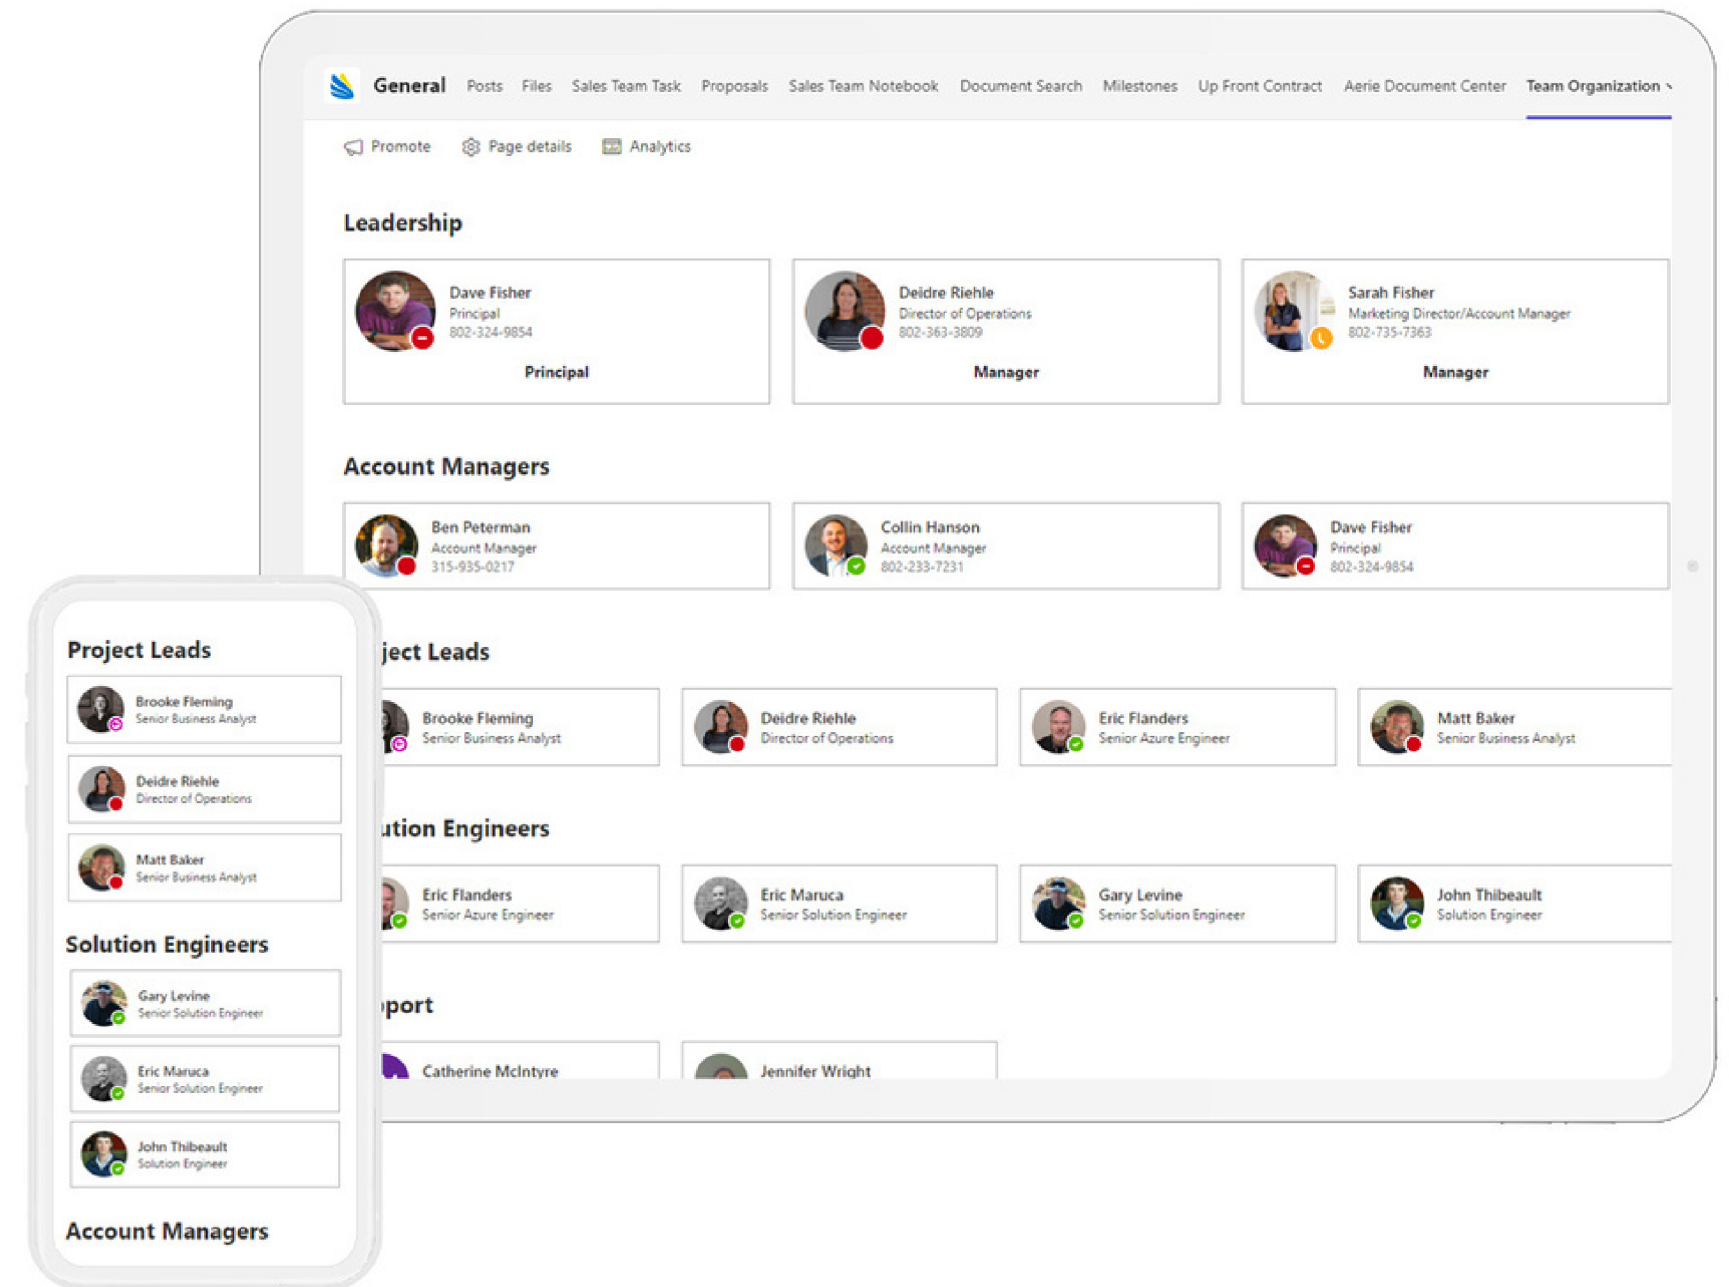 General Posts Files Sales Team Task Proposals Sales Team Notebook Document Search Milestones Up Front Contract Aerie Document Center Team Organization
Promote Page details Analytics
Leadership
Dave Fisher
Principal
802-324-9854
Principal
Deidre Riehle
Director of Operations
802-363-3809
Manager
Sarah Fisher
Marketing Director/Account Manager
802-735-7363
Manager
Account Managers
Ben Peterman
Account Manager
315-935-0217
Collin Hanson
Account Manager
802-233-7231
Dave Fisher
Principal
802-324-9854
ject Leads
Brooke Fleming
Senior Business Analyst
Deidre Riehle
Director of Operations
Eric Flanders
Senior Azure Engineer
Matt Baker
Senior Business Analyst
ution Engineers
Eric Flanders
Senior Azure Engineer
Eric Maruca
Senior Solution Engineer
Gary Levine
Senior Solution Engineer
John Thibeault
Solution Engineer
pport
Catherine McIntyre
Jennifer Wright
Project Leads
Brooke Fleming
Senior Business Analyst
Deidre Riehle
Director of Operations
Matt Baker
Senior Business Analyst
Solution Engineers
Gary Levine
Senior Solution Engineer
Eric Maruca
Senior Solution Engineer
John Thibeault
Solution Engineer
Account Managers